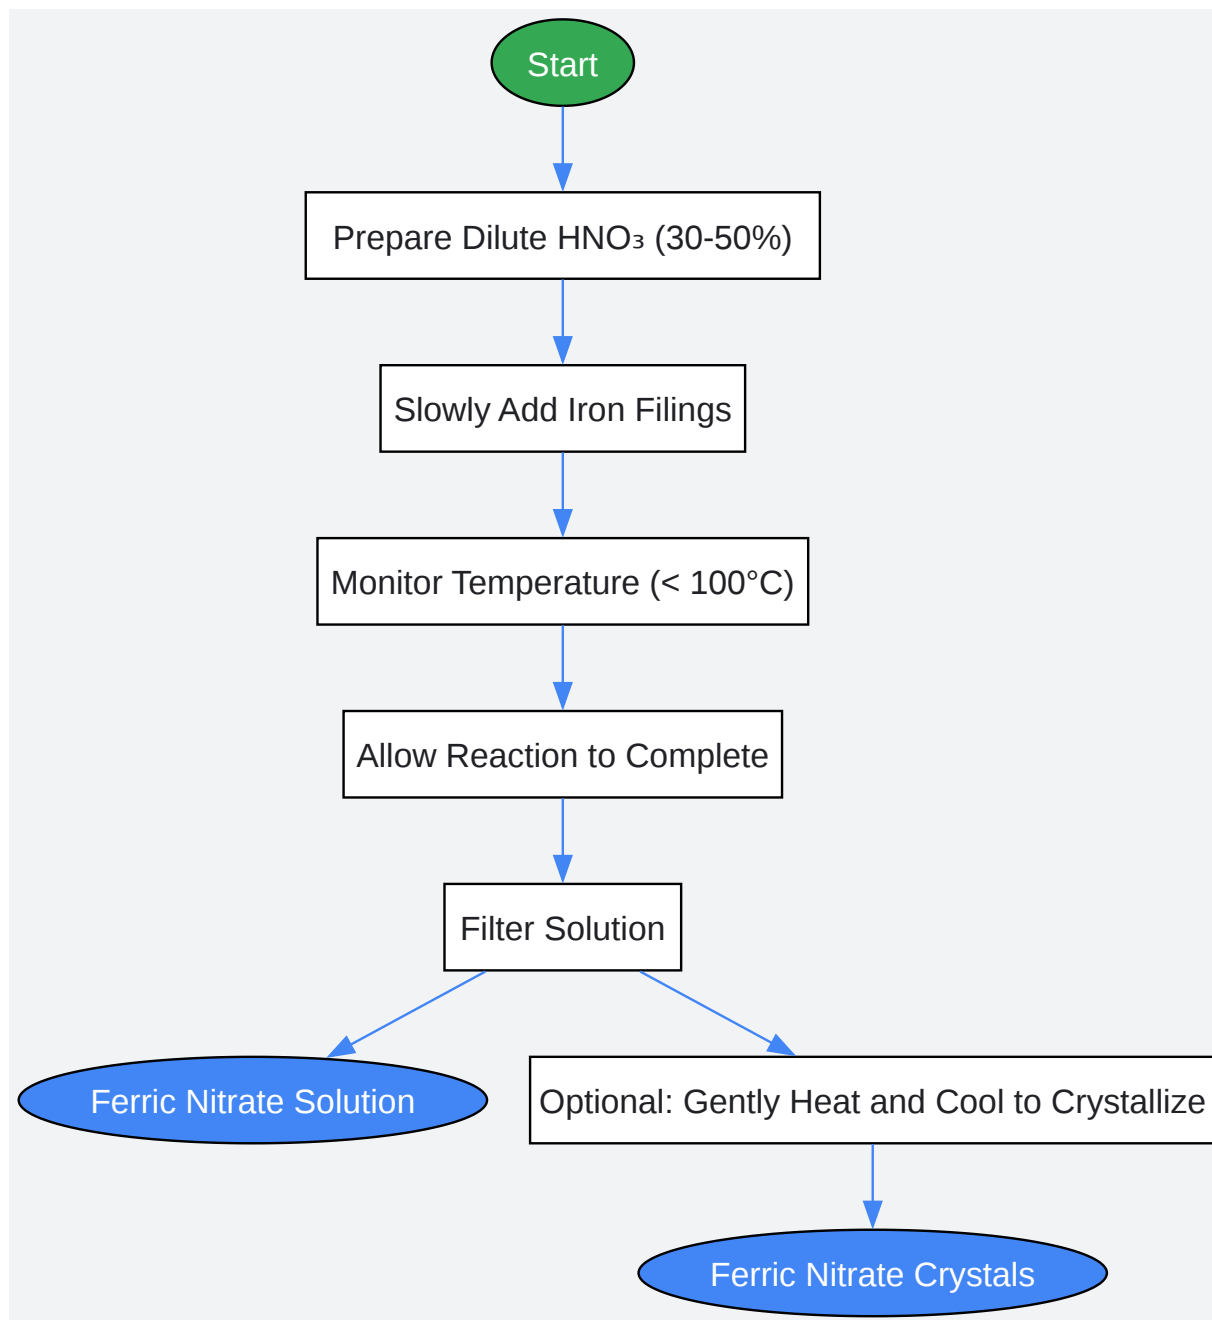 Start
Prepare Dilute HNO₃ (30-50%)
Slowly Add Iron Filings
Monitor Temperature (< 100°C)
Allow Reaction to Complete
Filter Solution
Ferric Nitrate Solution
Optional: Gently Heat and Cool to Crystallize
Ferric Nitrate Crystals